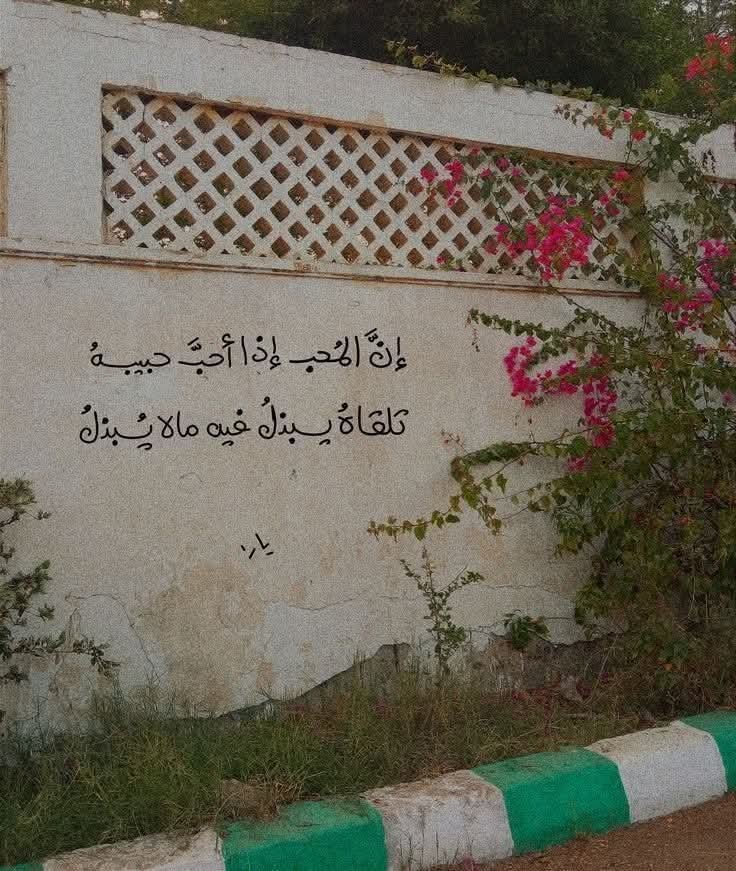 إنَّ المُحب إذا أحبَّ حبيبهُ
تلقاهُ يبذلُ فيه مالا يُبذلُ